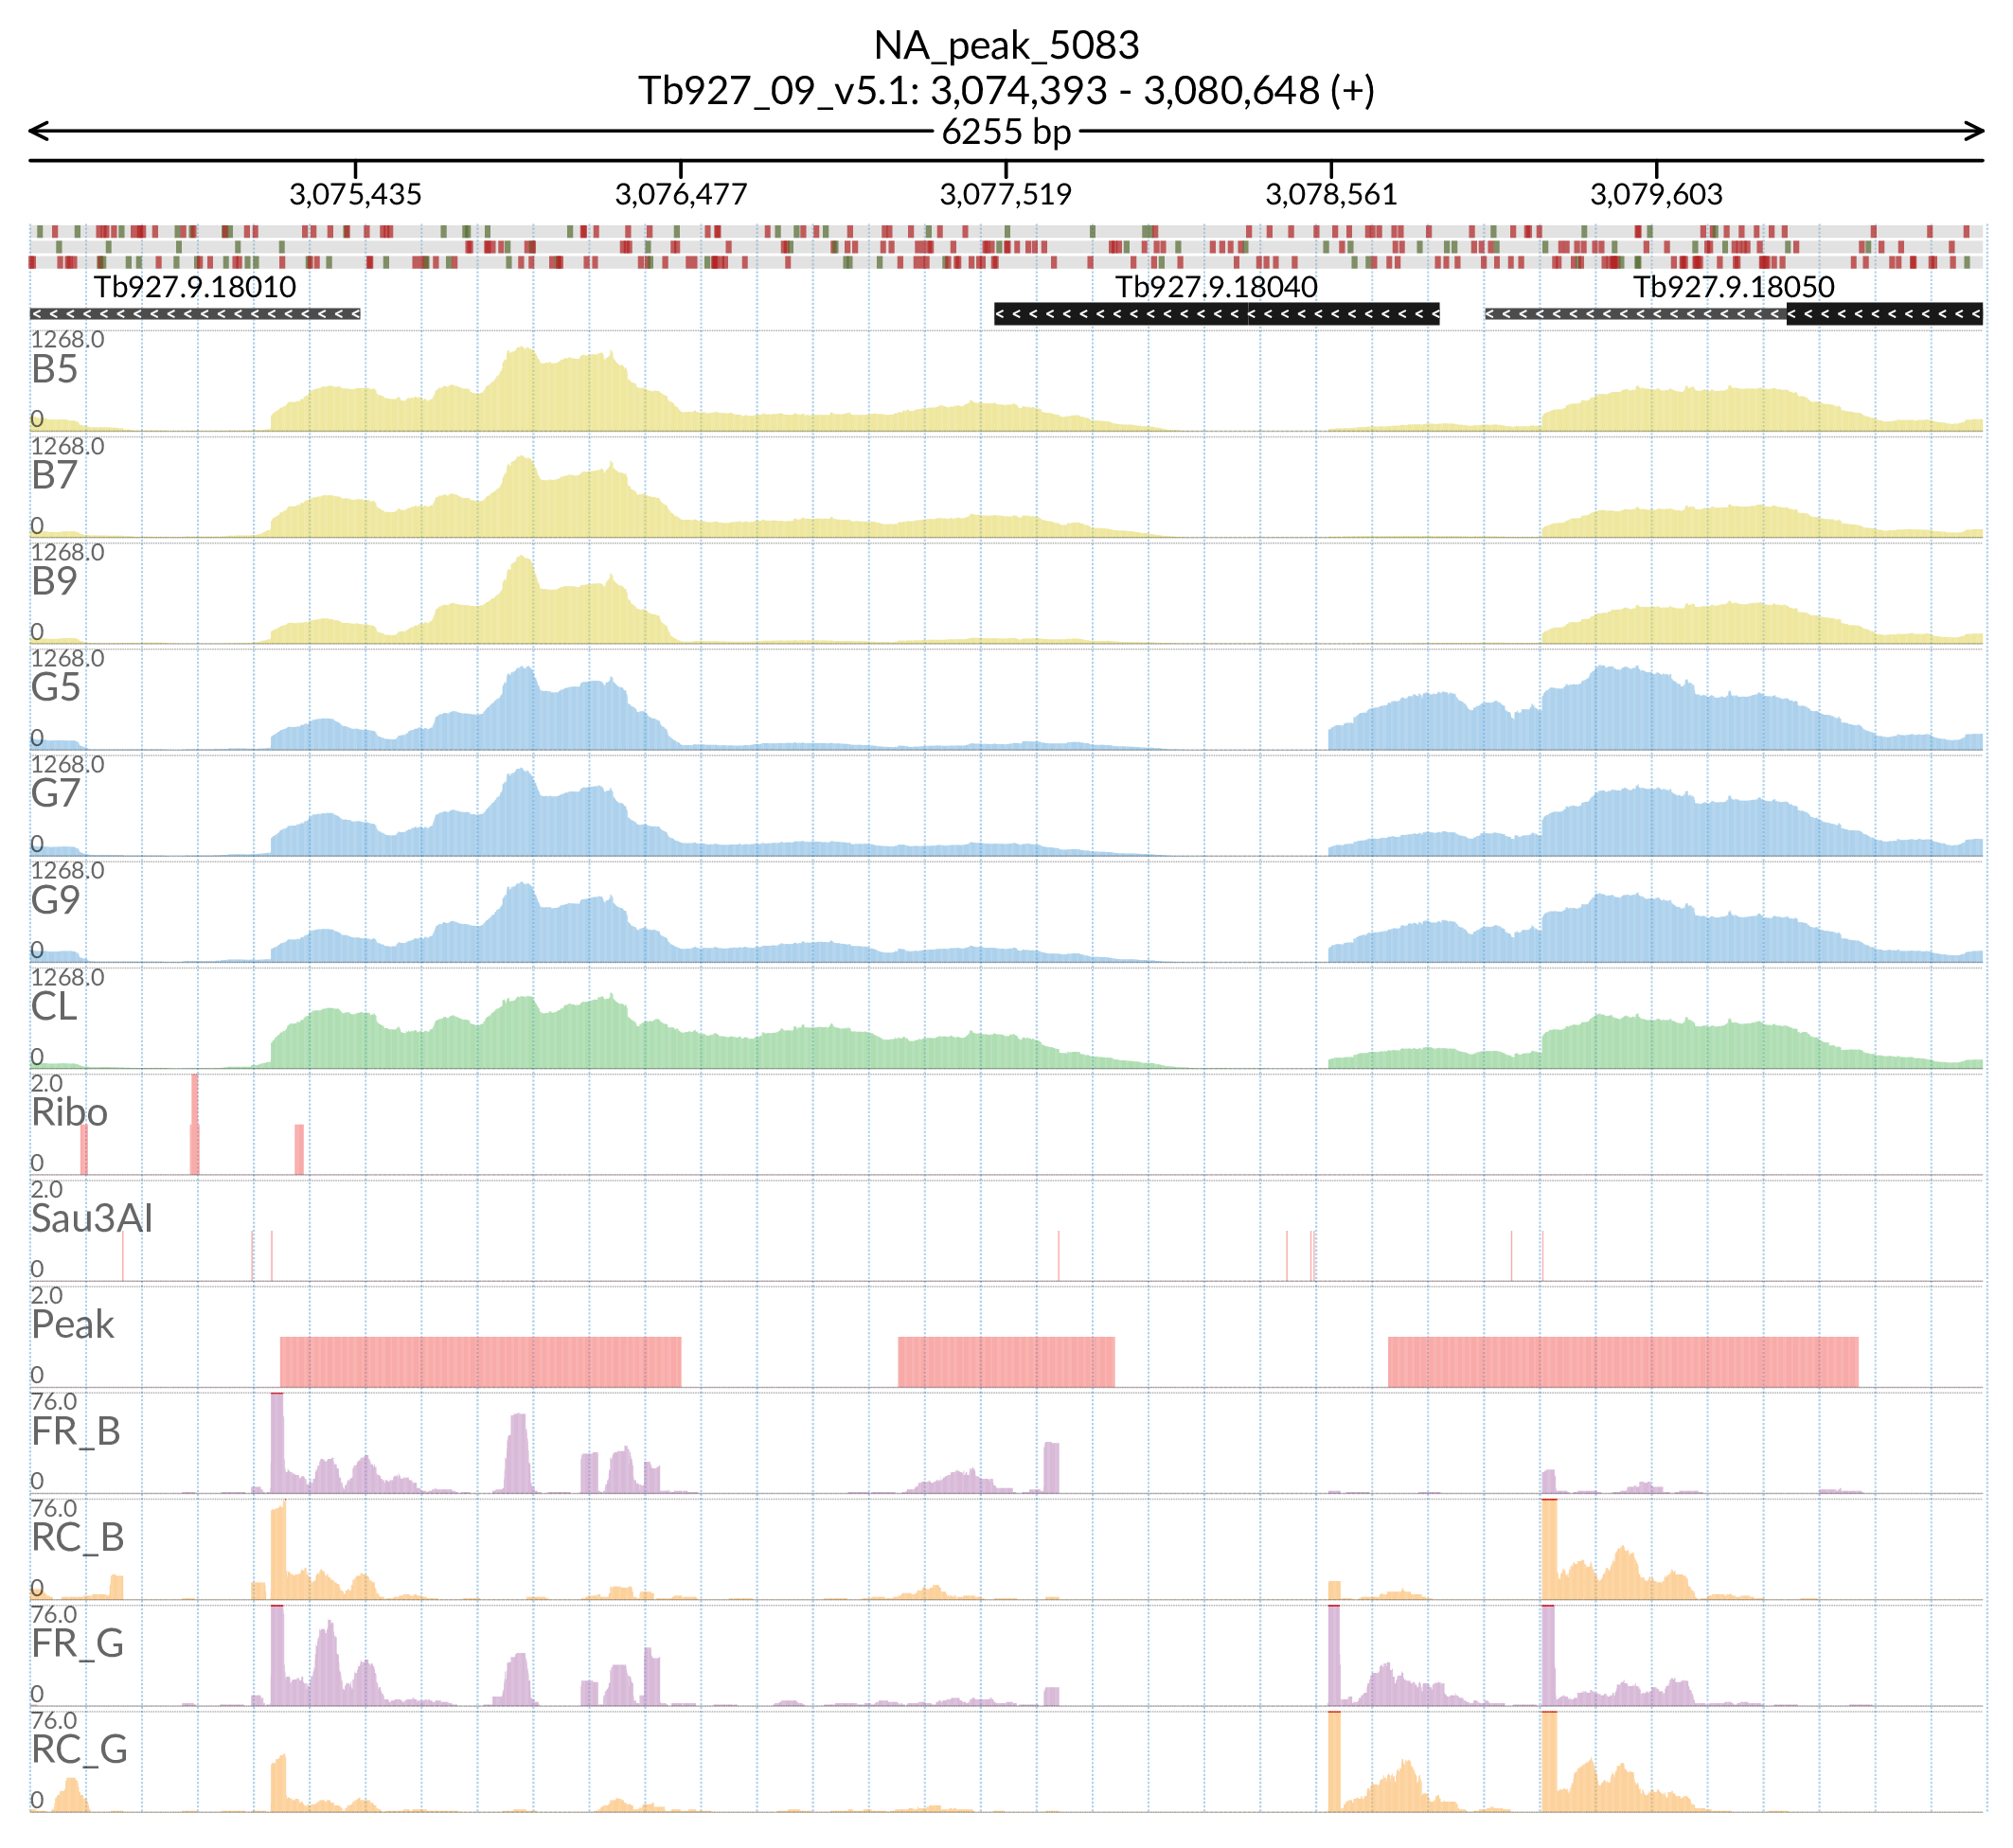 NA_peak_5083
Tb927_09_v5.1: 3,074,393 - 3,080,648 (+)
6255 bp
3,075,435 3,076,477 3,077,519 3,078,561 3,079,603
Tb927.9.18010 Tb927.9.18040 Tb927.9.18050
1268.0
B5
0
1268.0
B7
0
1268.0
B9
0
1268.0
G5
0
1268.0
G7
0
1268.0
G9
0
1268.0
CL
0
2.0
Ribo
0
2.0
Sau3AI
0
2.0
Peak
0
76.0
FR_B
0
76.0
RC_B
0
76.0
FR_G
0
76.0
RC_G
0